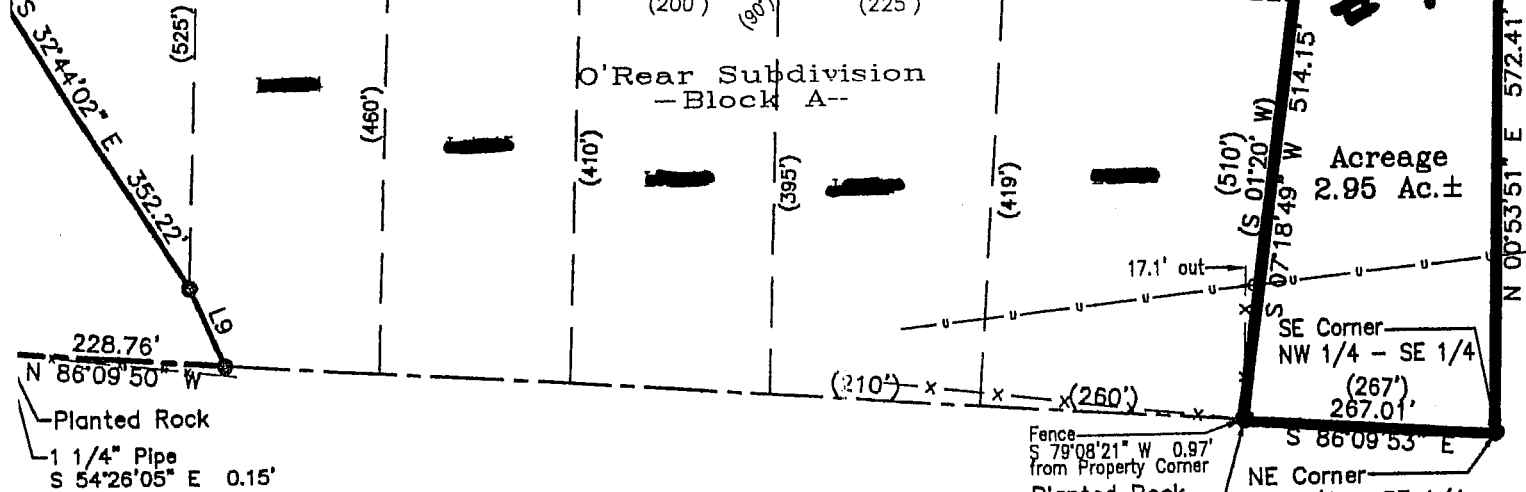 (200')
(90')
(225')
(525')
S 32°44'02" E 352.22'
O'Rear Subdivision
-Block A--
(460')
(410')
(395')
(419')
(510')
(S 01°20' W)
S 07°18'49" W 514.15'
Acreage
2.95 Ac.±
N 00°53'51" E 572.41'
17.1' out
u u u u u u u u
L9
228.76'
N 86°09'50" W
Planted Rock
1 1/4" Pipe
S 54°26'05" E 0.15'
(210')
x x x x x
(260')
SE Corner
NW 1/4 - SE 1/4
(267')
267.01'
S 86°09'53" E
Fence
S 79°08'21" W 0.97'
from Property Corner
Planted Rock
NE Corner